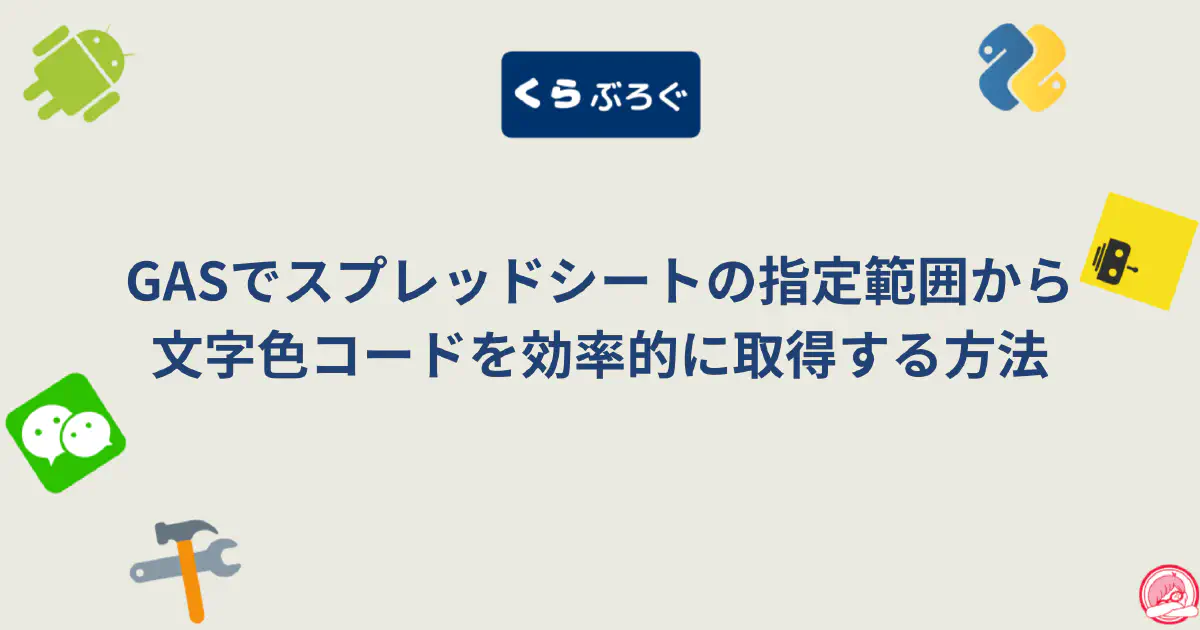 くらぶろぐ
GASでスプレッドシートの指定範囲から
文字色コードを効率的に取得する方法